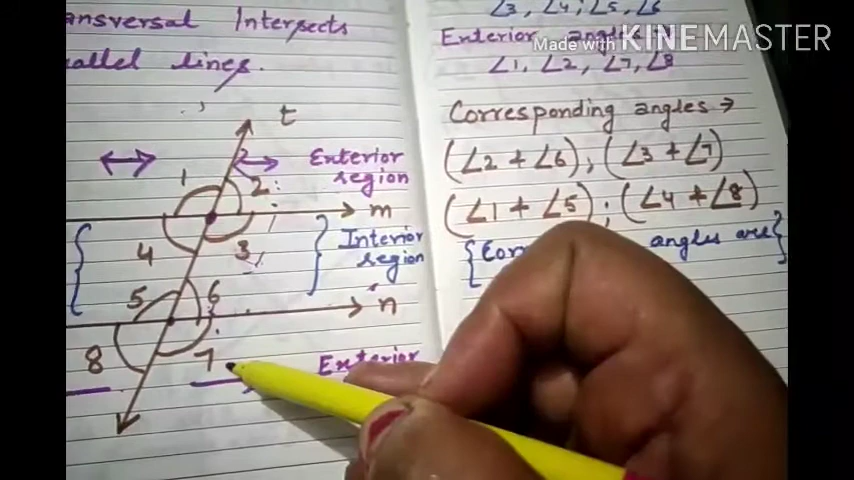 ansversal Intersects
allel lines.
t
1
2
Exterior
region
m
4
3
Interior
region
5
6
n
8
7
Exterior
∠3, ∠4, ∠5, ∠6
Exterior angles
∠1, ∠2, ∠7, ∠8
Corresponding angles →
(∠2 + ∠6), (∠3 + ∠7)
(∠1 + ∠5), (∠4 + ∠8)
angles are
Made with KINEMASTER